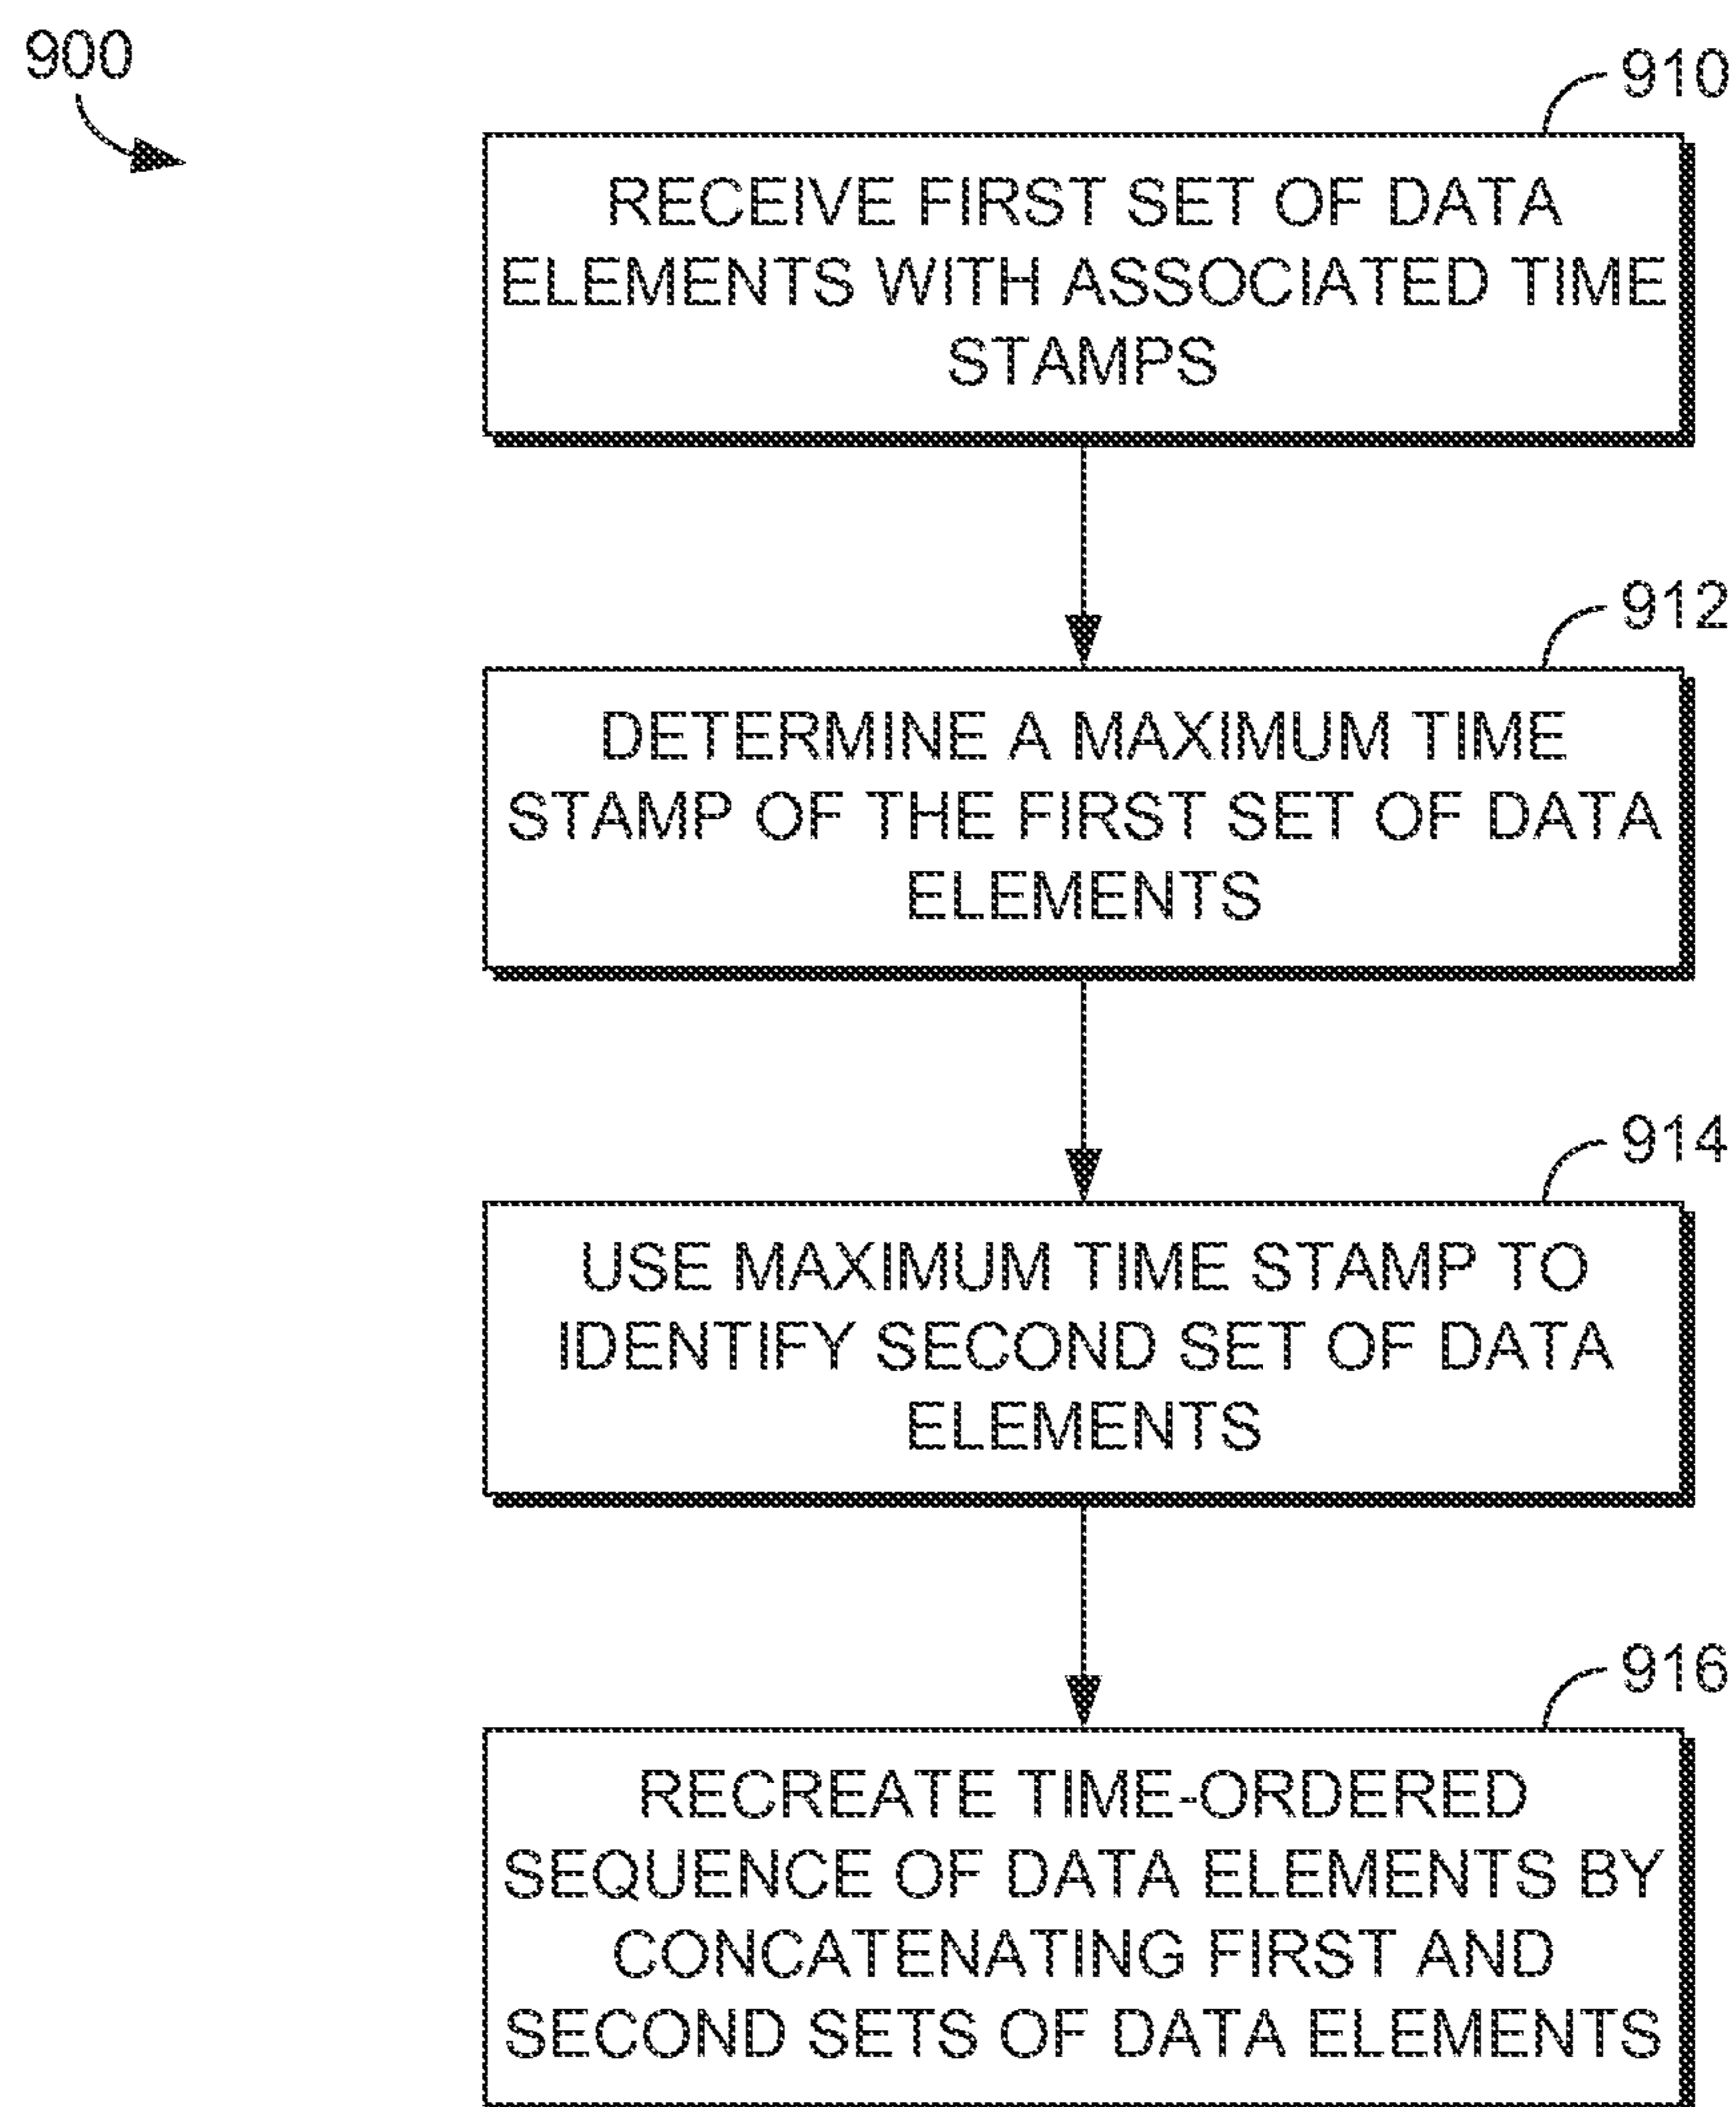 900
910
RECEIVE FIRST SET OF DATA
ELEMENTS WITH ASSOCIATED TIME
STAMPS
912
DETERMINE A MAXIMUM TIME
STAMP OF THE FIRST SET OF DATA
ELEMENTS
914
USE MAXIMUM TIME STAMP TO
IDENTIFY SECOND SET OF DATA
ELEMENTS
916
RECREATE TIME-ORDERED
SEQUENCE OF DATA ELEMENTS BY
CONCATENATING FIRST AND
SECOND SETS OF DATA ELEMENTS